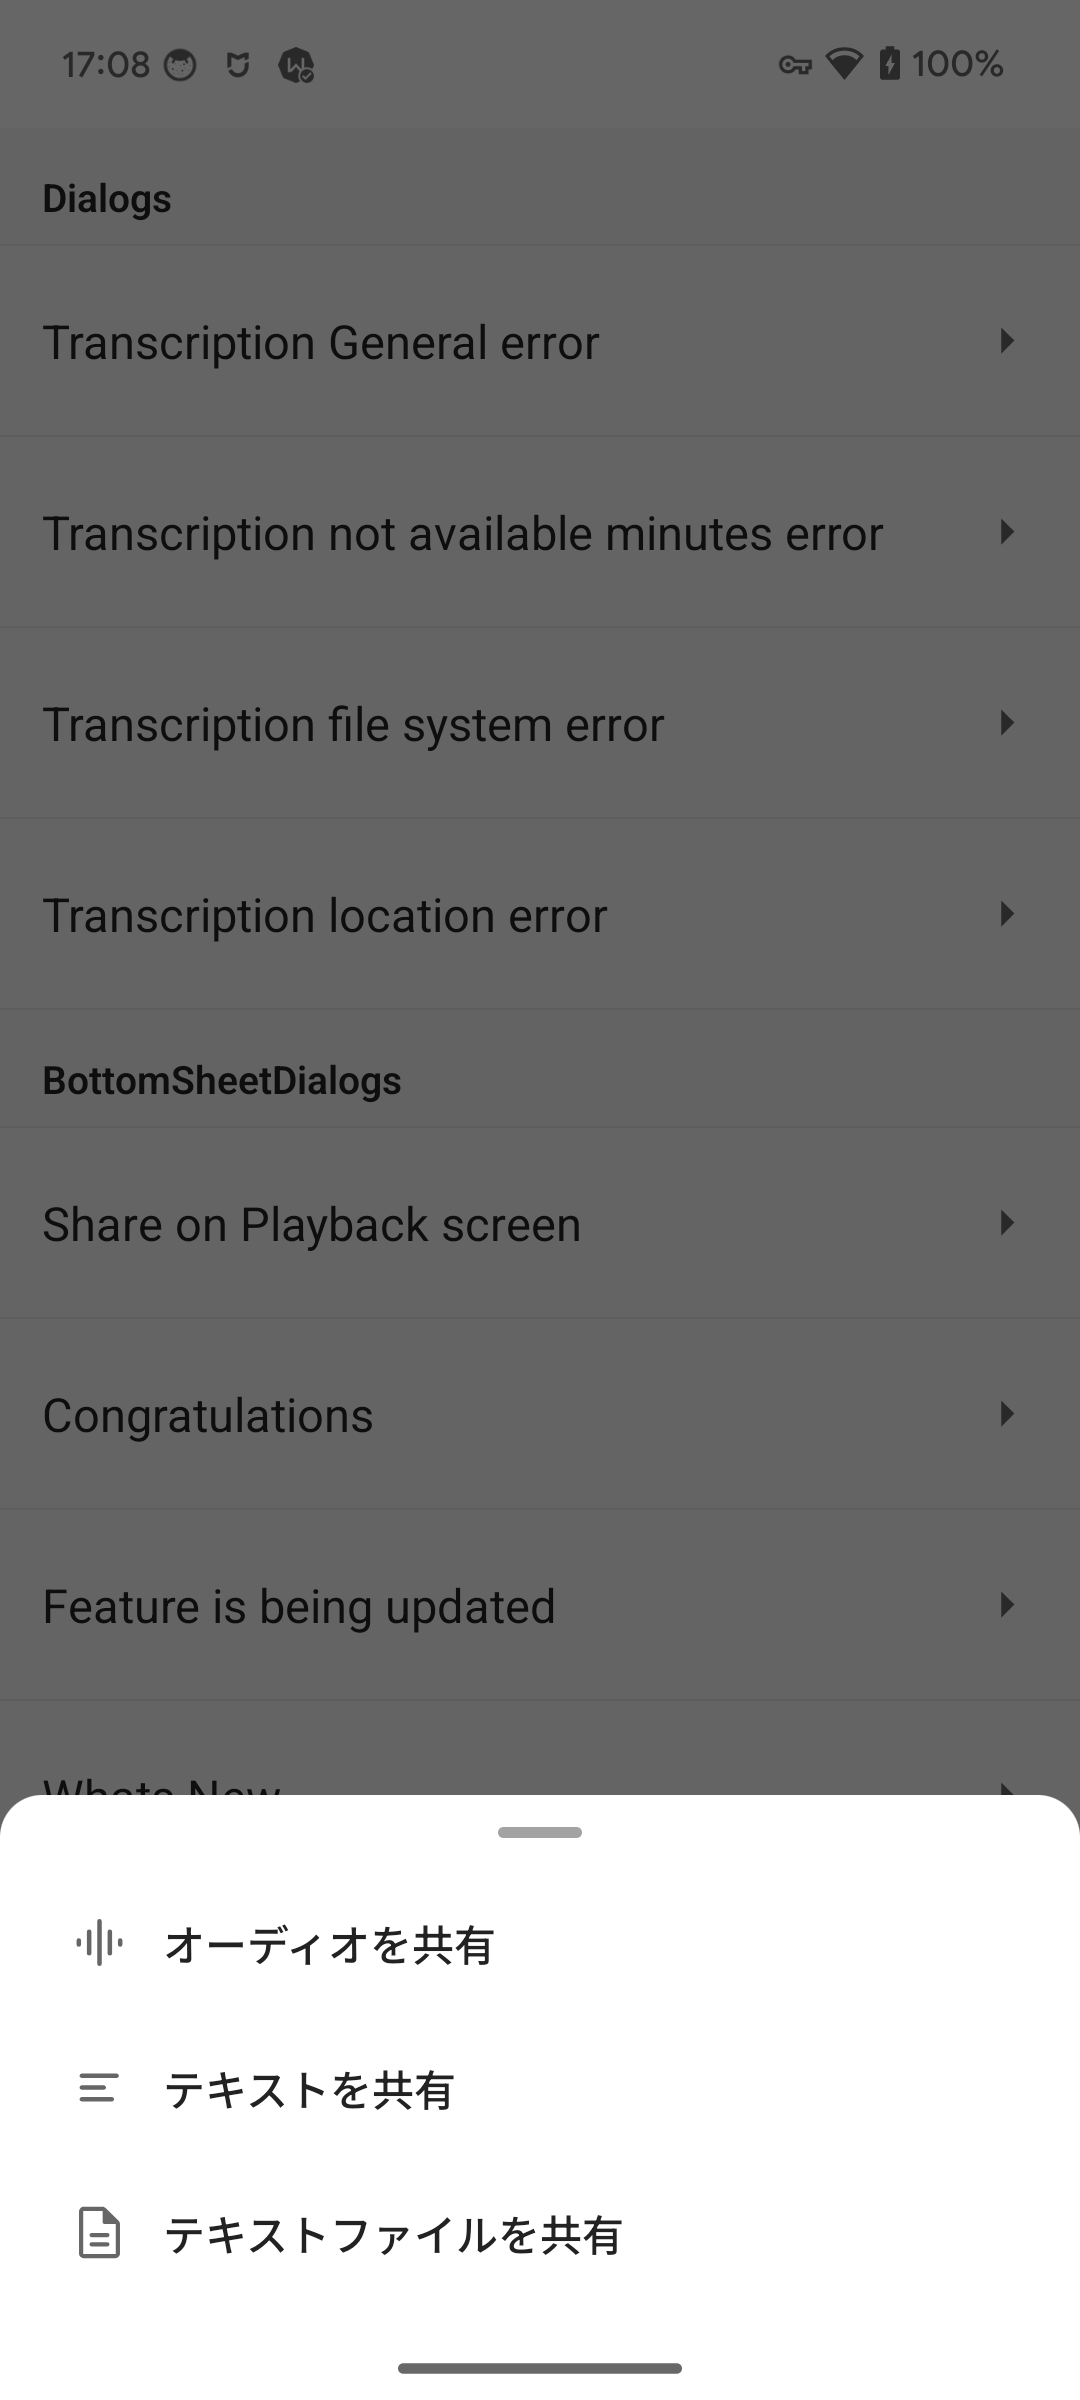 17:08 100%
Dialogs
Transcription General error
Transcription not available minutes error
Transcription file system error
Transcription location error
BottomSheetDialogs
Share on Playback screen
Congratulations
Feature is being updated
Whats New
オーディオを共有
テキストを共有
テキストファイルを共有